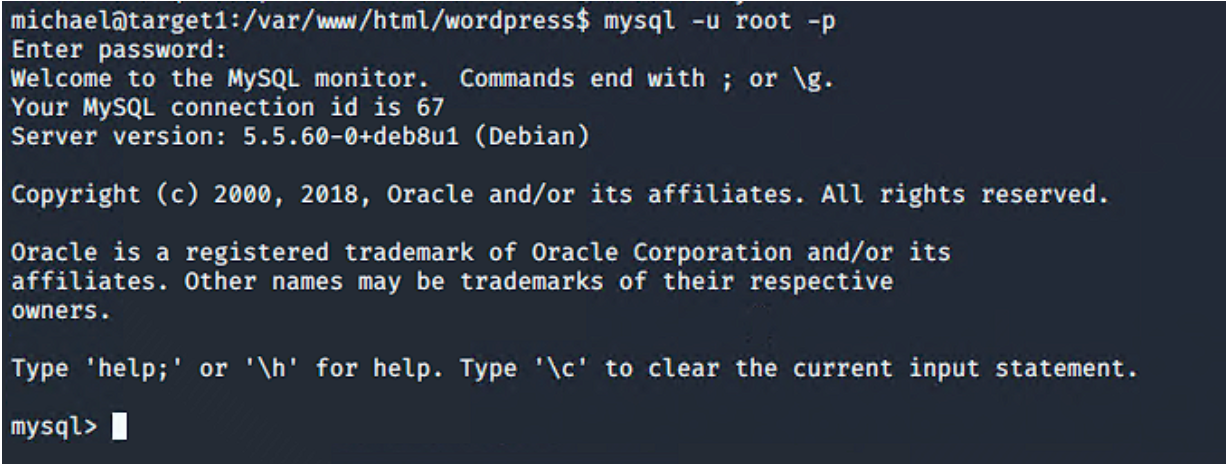 michael@target1:/var/www/html/wordpress$ mysql -u root -p
Enter password:
Welcome to the MySQL monitor.  Commands end with ; or \g.
Your MySQL connection id is 67
Server version: 5.5.60-0+deb8u1 (Debian)
Copyright (c) 2000, 2018, Oracle and/or its affiliates. All rights reserved.
Oracle is a registered trademark of Oracle Corporation and/or its
affiliates. Other names may be trademarks of their respective
owners.
Type 'help;' or '\h' for help. Type '\c' to clear the current input statement.
mysql>